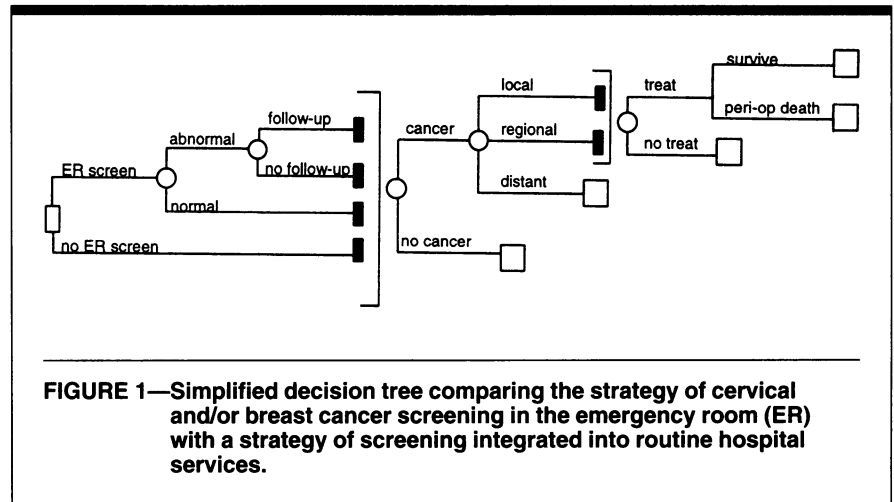 survive
local
treat
follow-up
peri-op death
abnormal
cancer
regional
no treat
ER screen
no follow-up
distant
normal
no ER screen
no cancer
FIGURE 1—Simplified decision tree comparing the strategy of cervical
and/or breast cancer screening in the emergency room (ER)
with a strategy of screening integrated into routine hospital
services.